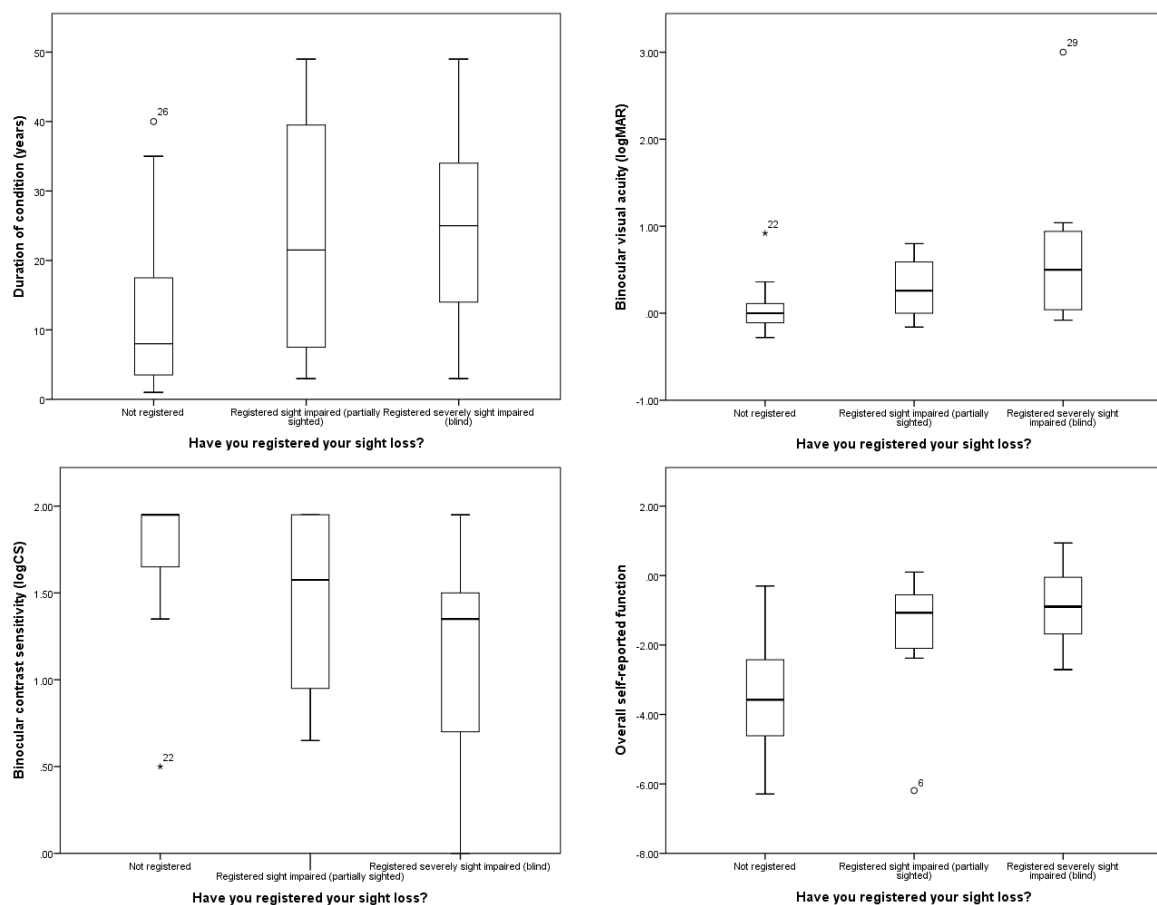 Duration of condition (years)
50
40
30
20
10
0
26
Not registered
Registered sight impaired (partially
sighted)
Registered severely sight impaired
(blind)
Have you registered your sight loss?
Binocular visual acuity (logMAR)
3.00
2.00
1.00
.00
-1.00
22
29
Not registered
Registered sight impaired (partially
sighted)
Registered severely sight
impaired (blind)
Have you registered your sight loss?
Binocular contrast sensitivity (logCS)
2.00
1.50
1.00
.50
.00
22
Not registered
Registered sight impaired (partially sighted)
Registered severely sight impaired (blind)
Have you registered your sight loss?
Overall self-reported function
2.00
.00
-2.00
-4.00
-6.00
-8.00
6
Not registered
Registered sight impaired (partially
sighted)
Registered severely sight
impaired (blind)
Have you registered your sight loss?